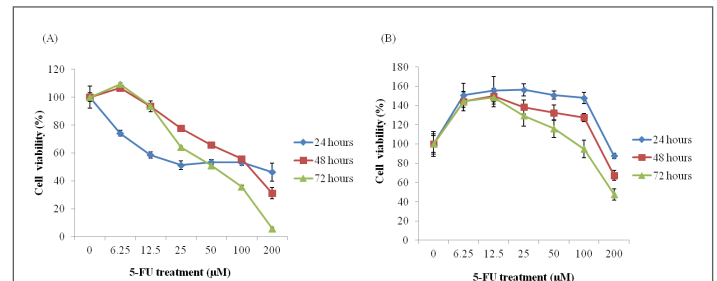 (A)
120
100
80
60
40
20
0
Cell viability (%)
0 6.25 12.5 25 50 100 200
5-FU treatment (µM)
24 hours
48 hours
72 hours
(B)
180
160
140
120
100
80
60
40
20
0
Cell viability (%)
0 6.25 12.5 25 50 100 200
5-FU treatment (µM)
24 hours
48 hours
72 hours